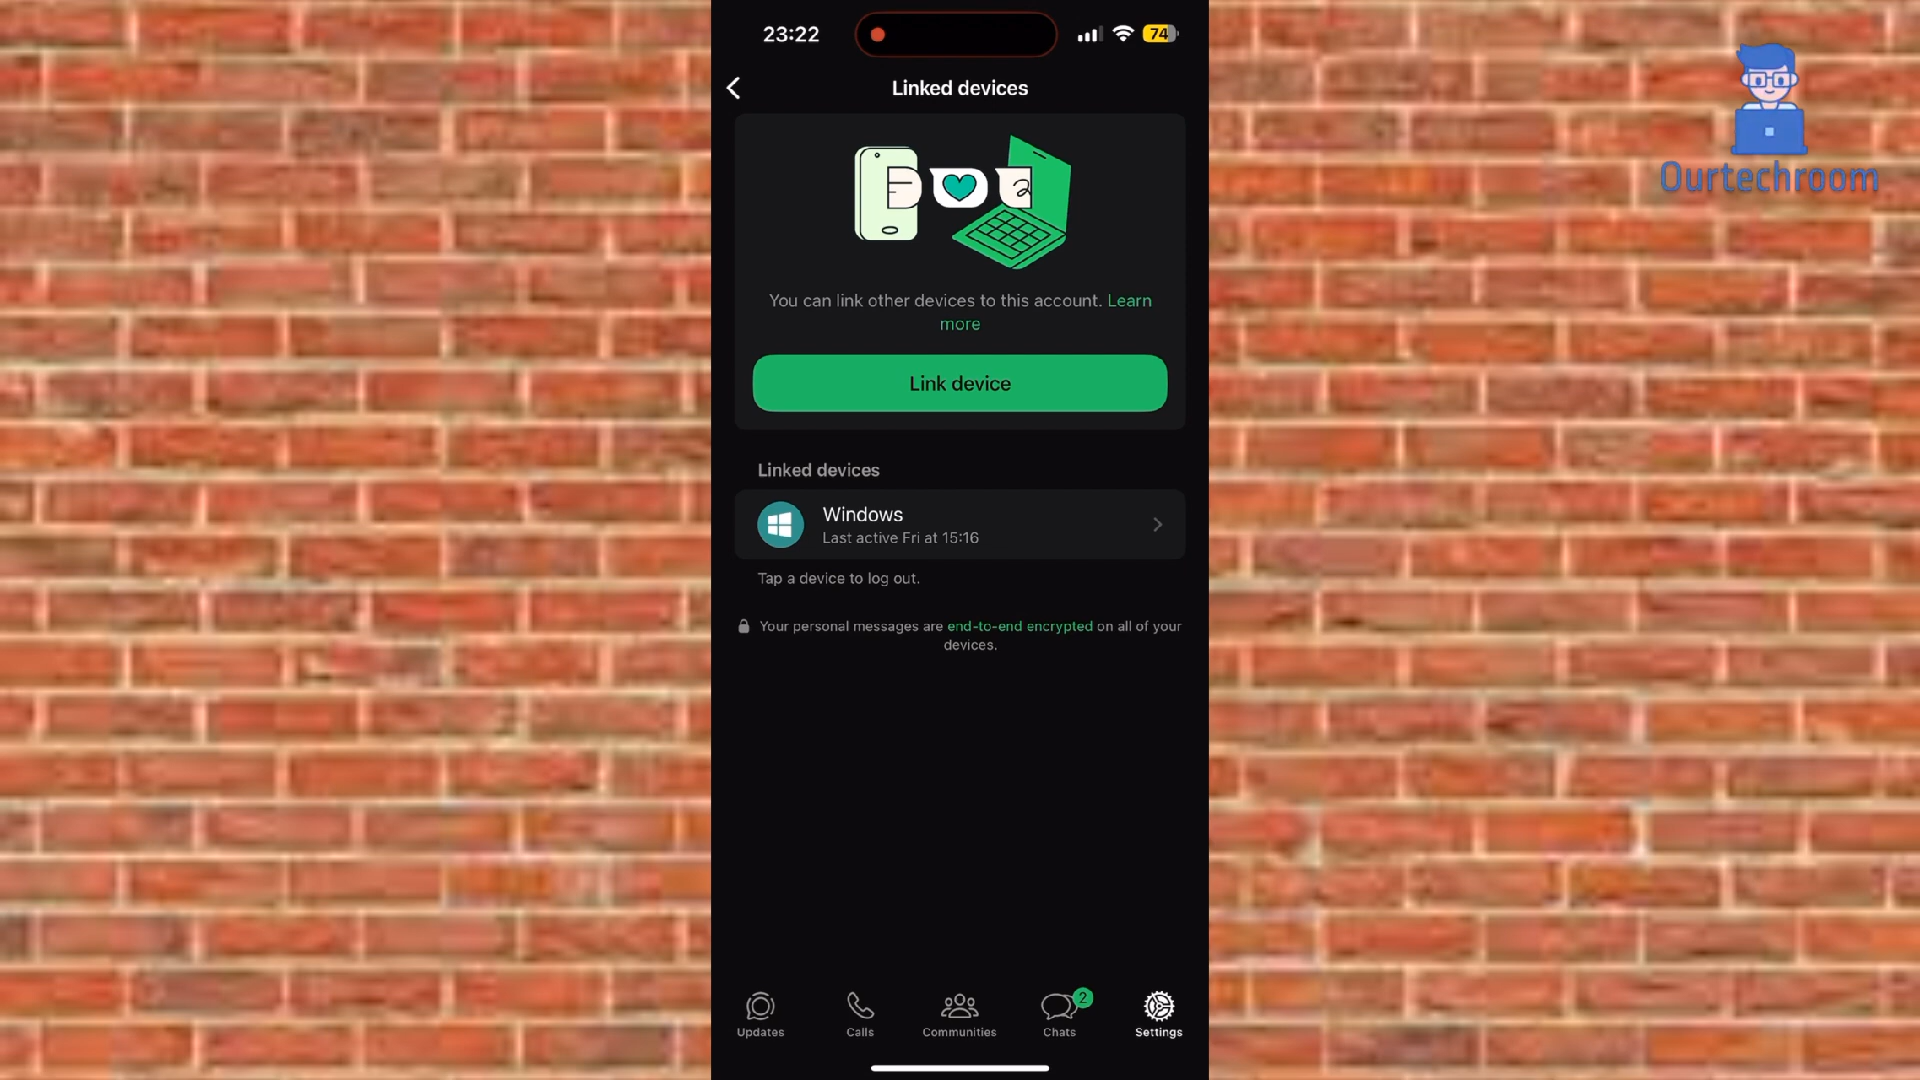 23:22
74
Linked devices
You can link other devices to this account. Learn
more
Link device
Linked devices
Windows
Last active Fri at 15:16
Tap a device to log out.
Your personal messages are end-to-end encrypted on all of your
devices.
Updates
Calls
Communities
Chats
2
Settings
Ourtechroom